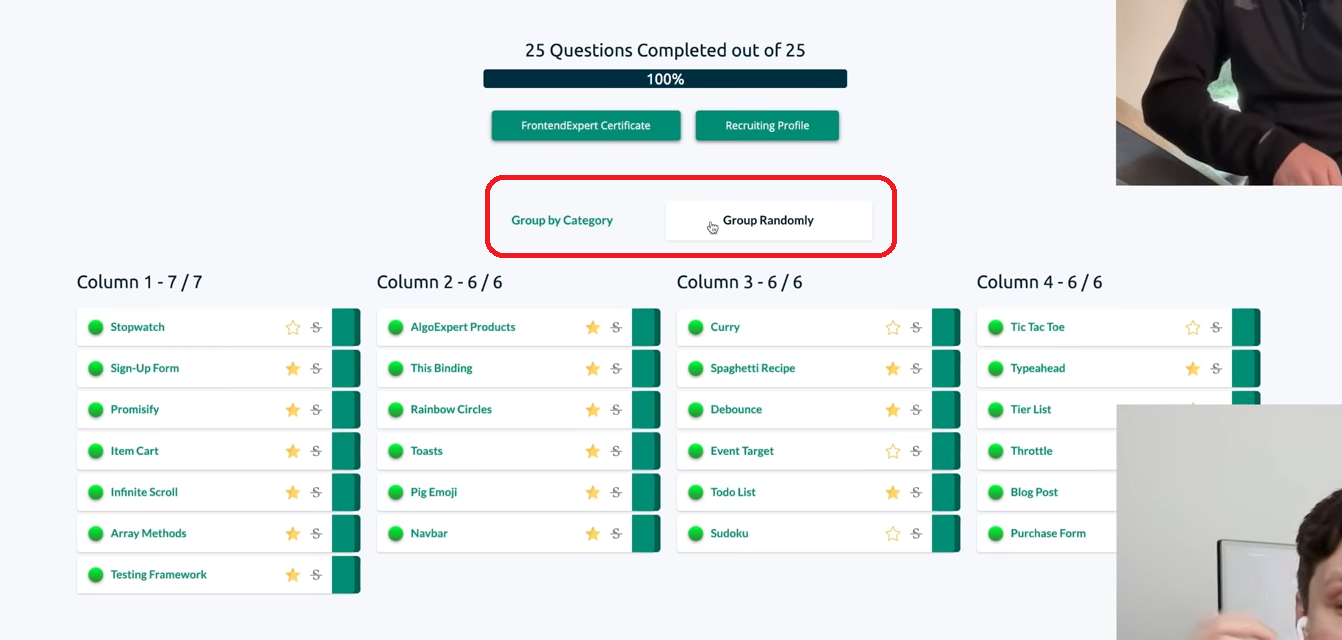 25 Questions Completed out of 25
100%
FrontendExpert Certificate
Recruiting Profile
Group by Category
Group Randomly
Column 1 - 7 / 7
Stopwatch
Sign-Up Form
Promisify
Item Cart
Infinite Scroll
Array Methods
Testing Framework
Column 2 - 6 / 6
AlgoExpert Products
This Binding
Rainbow Circles
Toasts
Pig Emoji
Navbar
Column 3 - 6 / 6
Curry
Spaghetti Recipe
Debounce
Event Target
Todo List
Sudoku
Column 4 - 6 / 6
Tic Tac Toe
Typeahead
Tier List
Throttle
Blog Post
Purchase Form